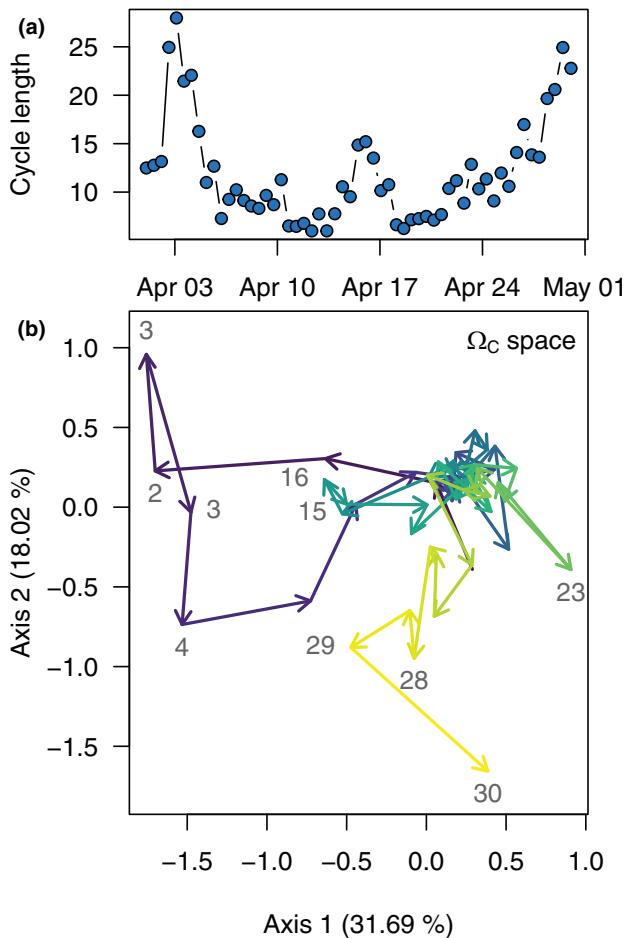 (a)
Cycle length
25
20
15
10
Apr 03 Apr 10 Apr 17 Apr 24 May 01
(b)
Ω_C space
Axis 2 (18.02 %)
1.0
0.5
0.0
−0.5
−1.0
−1.5
3
2
16
15
3
4
29
28
23
30
−1.5 −1.0 −0.5 0.0 0.5 1.0
Axis 1 (31.69 %)